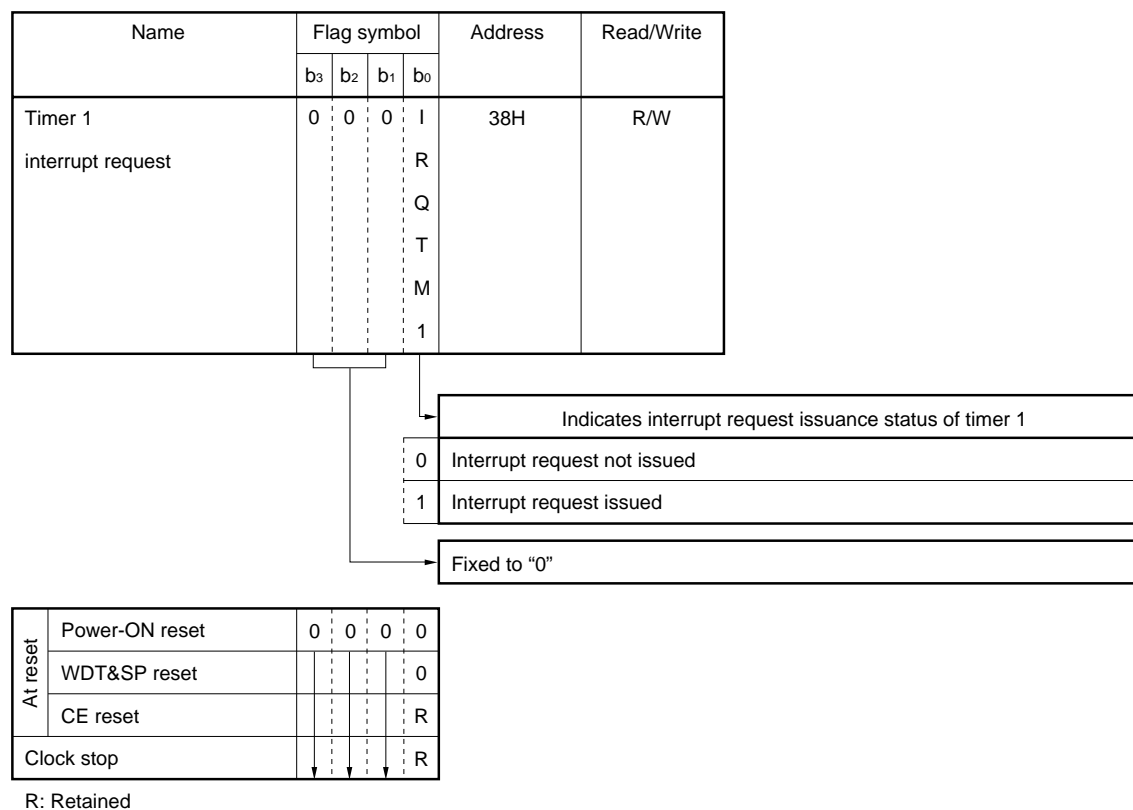 Name Flag symbol Address Read/Write
b3 b2 b1 b0
Timer 1 0 0 0 I 38H R/W
interrupt request R
Q
T
M
1
Indicates interrupt request issuance status of timer 1
0 Interrupt request not issued
1 Interrupt request issued
Fixed to “0”
At reset
Power-ON reset 0 0 0 0
WDT&SP reset 0
CE reset R
Clock stop R
R: Retained